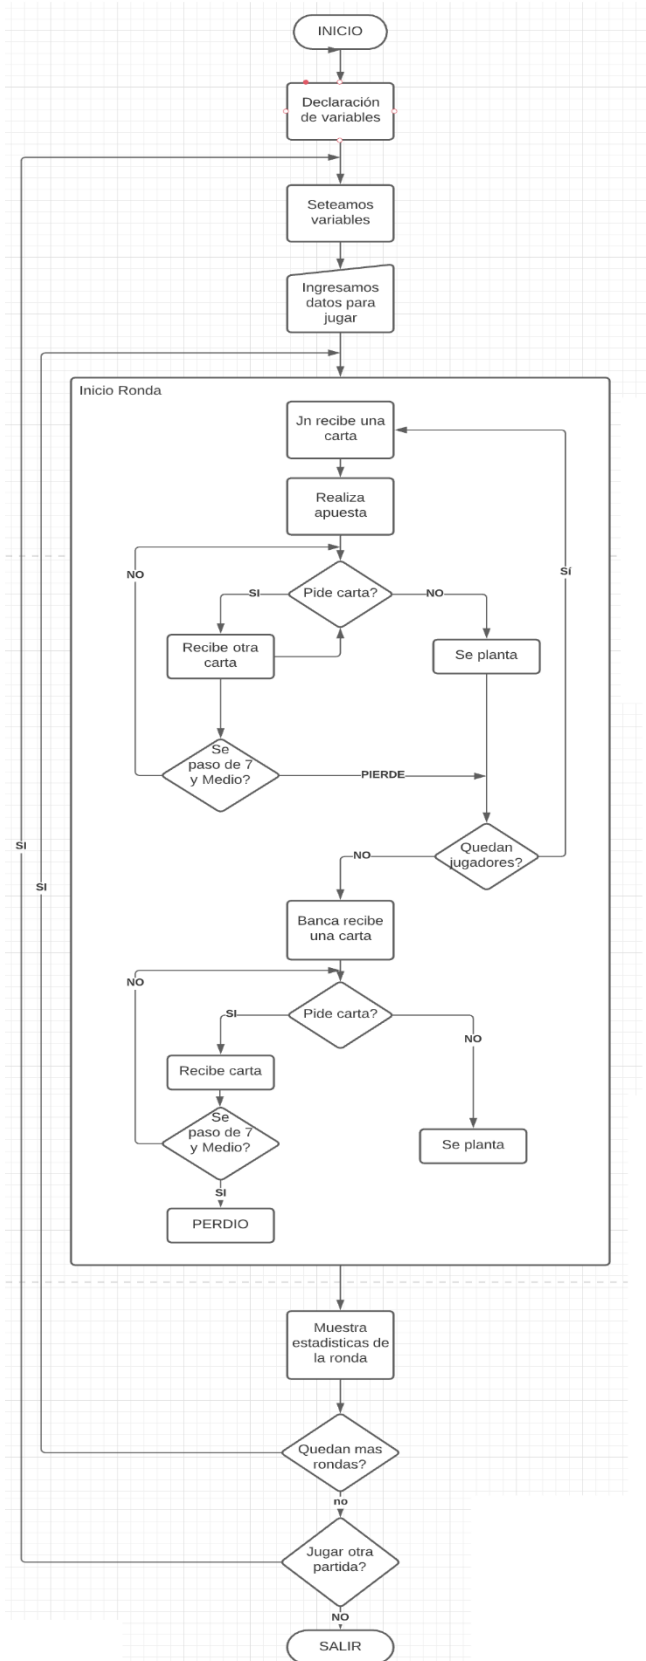 INICIO
Declaración
de variables
Seteamos
variables
Ingresamos
datos para
jugar
Inicio Ronda
Jn recibe una
carta
Realiza
apuesta
NO
Sí
Pide carta?
SI
NO
Recibe otra
carta
Se planta
Se
paso de 7
y Medio?
PIERDE
Quedan
jugadores?
SI
NO
SI
Banca recibe
una carta
NO
Pide carta?
SI
NO
Recibe carta
Se
paso de 7
y Medio?
Se planta
SI
PERDIO
Muestra
estadisticas de
la ronda
Quedan mas
rondas?
no
Jugar otra
partida?
NO
SALIR